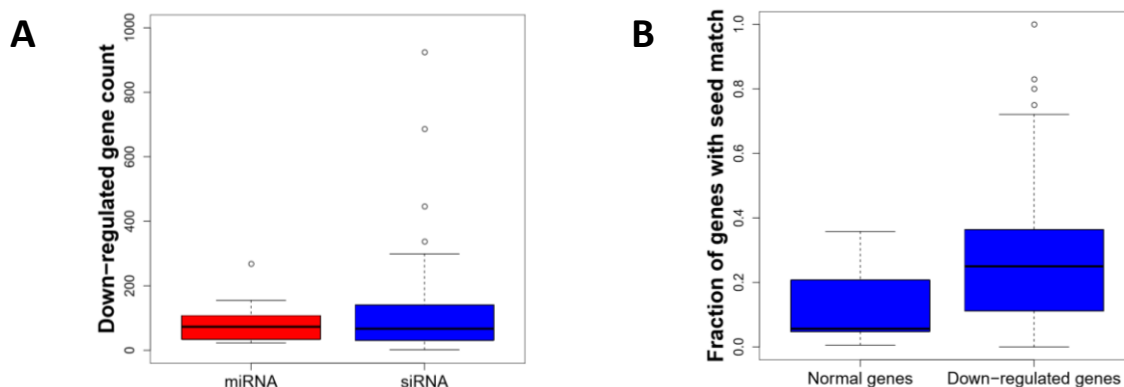 A
Down-regulated gene count
1000
800
600
400
200
0
miRNA
siRNA
B
Fraction of genes with seed match
1.0
0.8
0.6
0.4
0.2
0.0
Normal genes
Down-regulated genes